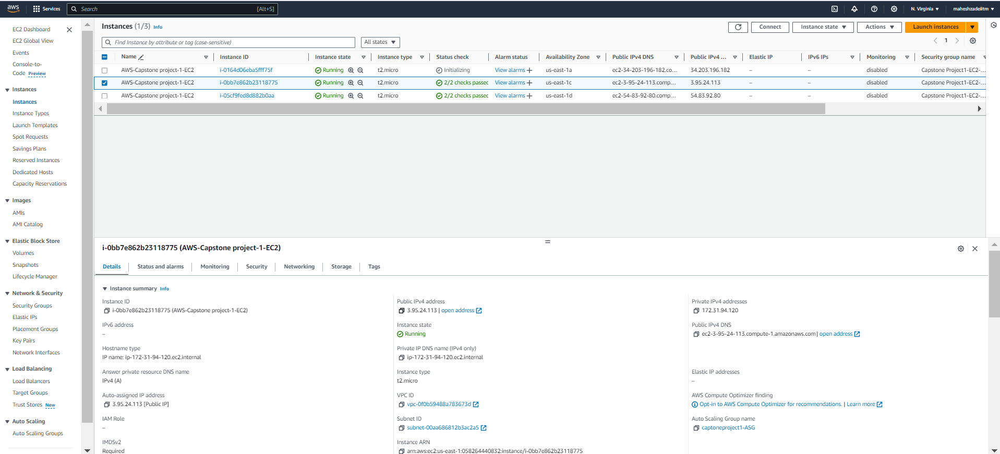 aws Services Search [Alt+S] N. Virginia maheshzadeiitm
EC2 Dashboard
EC2 Global View
Events
Console-to-
Code Preview
Instances
Instances
Instance Types
Launch Templates
Spot Requests
Savings Plans
Reserved Instances
Dedicated Hosts
Capacity Reservations
Images
AMIs
AMI Catalog
Elastic Block Store
Volumes
Snapshots
Lifecycle Manager
Network & Security
Security Groups
Elastic IPs
Placement Groups
Key Pairs
Network Interfaces
Load Balancing
Load Balancers
Target Groups
Trust Stores New
Auto Scaling
Auto Scaling Groups
Instances (1/3) Info Connect Instance state Actions Launch instances
Find Instance by attribute or tag (case-sensitive) All states 1
Name Instance ID Instance state Instance type Status check Alarm status Availability Zone Public IPv4 DNS Public IPv4 ... Elastic IP IPv6 IPs Monitoring Security group name
AWS-Capstone project-1-EC2 i-0164d06eba5fff75f Running t2.micro Initializing View alarms + us-east-1a ec2-34-203-196-182.co... 34.203.196.182 – – disabled Capstone Project1-EC2-...
AWS-Capstone project-1-EC2 i-0bb7e862b23118775 Running t2.micro 2/2 checks passed View alarms + us-east-1c ec2-3-95-24-113.comp... 3.95.24.113 – – disabled Capstone Project1-EC2-...
AWS-Capstone project-1-EC2 i-05cf9fed8d882b0aa Running t2.micro 2/2 checks passed View alarms + us-east-1d ec2-54-83-92-80.comp... 54.83.92.80 – – disabled Capstone Project1-EC2-...
i-0bb7e862b23118775 (AWS-Capstone project-1-EC2)
Details Status and alarms Monitoring Security Networking Storage Tags
Instance summary Info
Instance ID
i-0bb7e862b23118775 (AWS-Capstone project-1-EC2)
IPv6 address
–
Hostname type
IP name: ip-172-31-94-120.ec2.internal
Answer private resource DNS name
IPv4 (A)
Auto-assigned IP address
3.95.24.113 [Public IP]
IAM Role
–
IMDSv2
Required
Public IPv4 address
3.95.24.113 | open address
Instance state
Running
Private IP DNS name (IPv4 only)
ip-172-31-94-120.ec2.internal
Instance type
t2.micro
VPC ID
vpc-0f0b59488a783673d
Subnet ID
subnet-00aa686812b3ac2a5
Instance ARN
arn:aws:ec2:us-east-1:058264440832:instance/i-0bb7e862b23118775
Private IPv4 addresses
172.31.94.120
Public IPv4 DNS
ec2-3-95-24-113.compute-1.amazonaws.com | open address
Elastic IP addresses
–
AWS Compute Optimizer finding
Opt-in to AWS Compute Optimizer for recommendations. | Learn more
Auto Scaling Group name
captoneproject1-ASG